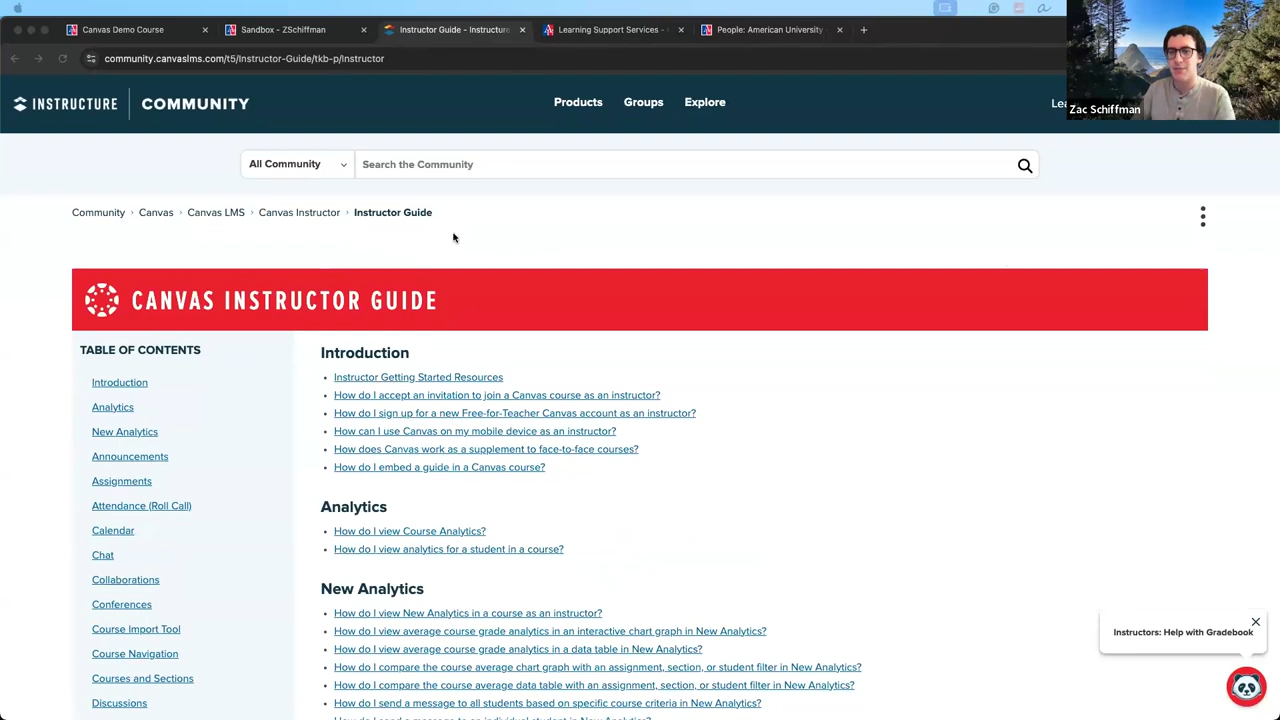 Canvas Demo Course
Sandbox - ZSchiffman
Instructor Guide - Instructure
Learning Support Services -
People: American University
community.canvaslms.com/t5/Instructor-Guide/tkb-p/Instructor
INSTRUCTURE COMMUNITY
Products Groups Explore
Zac Schiffman
All Community
Search the Community
Community › Canvas › Canvas LMS › Canvas Instructor › Instructor Guide
CANVAS INSTRUCTOR GUIDE
TABLE OF CONTENTS
Introduction
Analytics
New Analytics
Announcements
Assignments
Attendance (Roll Call)
Calendar
Chat
Collaborations
Conferences
Course Import Tool
Course Navigation
Courses and Sections
Discussions
Introduction
Instructor Getting Started Resources
How do I accept an invitation to join a Canvas course as an instructor?
How do I sign up for a new Free-for-Teacher Canvas account as an instructor?
How can I use Canvas on my mobile device as an instructor?
How does Canvas work as a supplement to face-to-face courses?
How do I embed a guide in a Canvas course?
Analytics
How do I view Course Analytics?
How do I view analytics for a student in a course?
New Analytics
How do I view New Analytics in a course as an instructor?
How do I view average course grade analytics in an interactive chart graph in New Analytics?
How do I view average course grade analytics in a data table in New Analytics?
How do I compare the course average chart graph with an assignment, section, or student filter in New Analytics?
How do I compare the course average data table with an assignment, section, or student filter in New Analytics?
How do I send a message to all students based on specific course criteria in New Analytics?
Instructors: Help with Gradebook